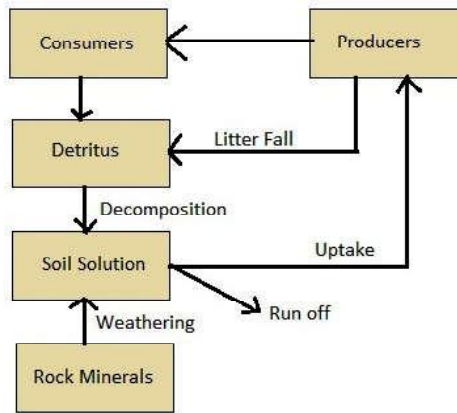 Consumers
Producers
Litter Fall
Detritus
Decomposition
Uptake
Soil Solution
Run off
Weathering
Rock Minerals